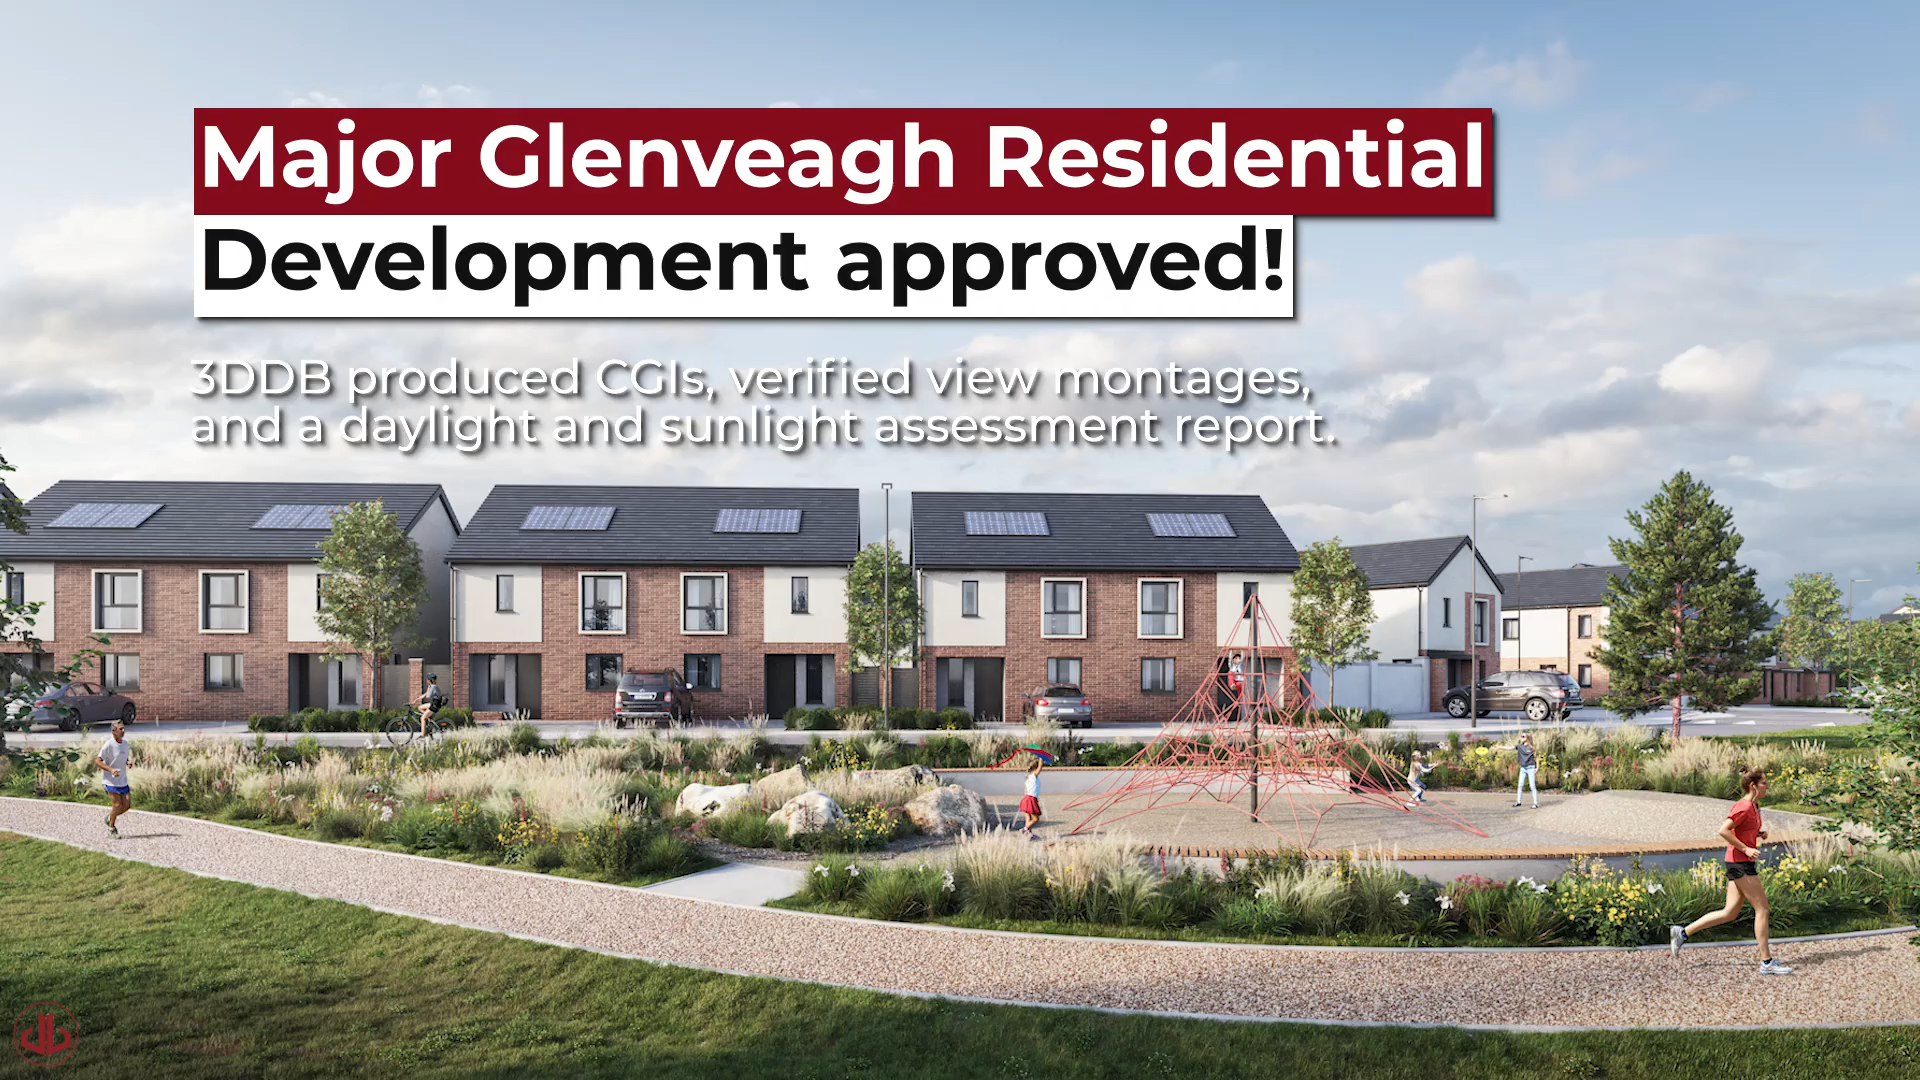 Major Glenveagh Residential
Development approved!
3DDB produced CGIs, verified view montages,
and a daylight and sunlight assessment report.